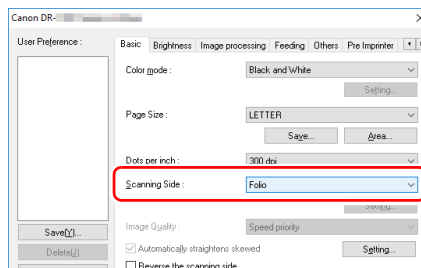 Canon DR-
User Preference :
Basic Brightness Image processing Feeding Others Pre Imprinter
Color mode : Black and White
Setting...
Page Size : LETTER
Save... Area...
Dots per inch : 300 dpi
Scanning Side : Folio
Setting...
Image Quality : Speed priority
Save(Y)... Automatically straightens skewed Setting...
Delete(J) Reverse the scanning side